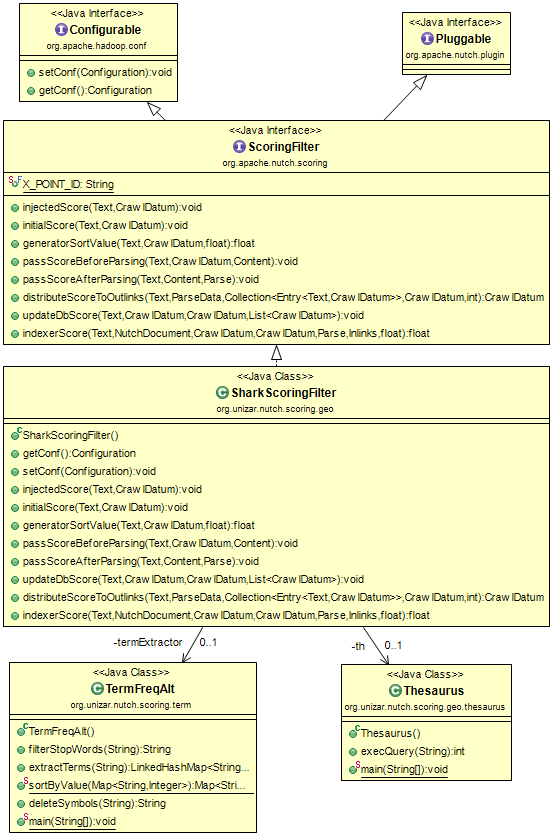 <<Java Interface>>
Configurable
org.apache.hadoop.conf
setConf(Configuration):void
getConf():Configuration
<<Java Interface>>
Pluggable
org.apache.nutch.plugin
<<Java Interface>>
ScoringFilter
org.apache.nutch.scoring
X_POINT_ID: String
injectedScore(Text,CrawlDatum):void
initialScore(Text,CrawlDatum):void
generatorSortValue(Text,CrawlDatum,float):float
passScoreBeforeParsing(Text,CrawlDatum,Content):void
passScoreAfterParsing(Text,Content,Parse):void
distributeScoreToOutlinks(Text,ParseData,Collection<Entry<Text,CrawlDatum>>,CrawlDatum,int):CrawlDatum
updateDbScore(Text,CrawlDatum,CrawlDatum,List<CrawlDatum>):void
indexerScore(Text,NutchDocument,CrawlDatum,CrawlDatum,Parse,Inlinks,float):float
<<Java Class>>
SharkScoringFilter
org.unizar.nutch.scoring.geo
SharkScoringFilter()
getConf():Configuration
setConf(Configuration):void
injectedScore(Text,CrawlDatum):void
initialScore(Text,CrawlDatum):void
generatorSortValue(Text,CrawlDatum,float):float
passScoreBeforeParsing(Text,CrawlDatum,Content):void
passScoreAfterParsing(Text,Content,Parse):void
updateDbScore(Text,CrawlDatum,CrawlDatum,List<CrawlDatum>):void
distributeScoreToOutlinks(Text,ParseData,Collection<Entry<Text,CrawlDatum>>,CrawlDatum,int):CrawlDatum
indexerScore(Text,NutchDocument,CrawlDatum,CrawlDatum,Parse,Inlinks,float):float
-termExtractor 0..1
-th 0..1
<<Java Class>>
TermFreqAlt
org.unizar.nutch.scoring.term
TermFreqAlt()
filterStopWords(String):String
extractTerms(String):LinkedHashMap<String...
sortByValue(Map<String,Integer>):Map<Stri...
deleteSymbols(String):String
main(String[]):void
<<Java Class>>
Thesaurus
org.unizar.nutch.scoring.geo.thesaurus
Thesaurus()
execQuery(String):int
main(String[]):void